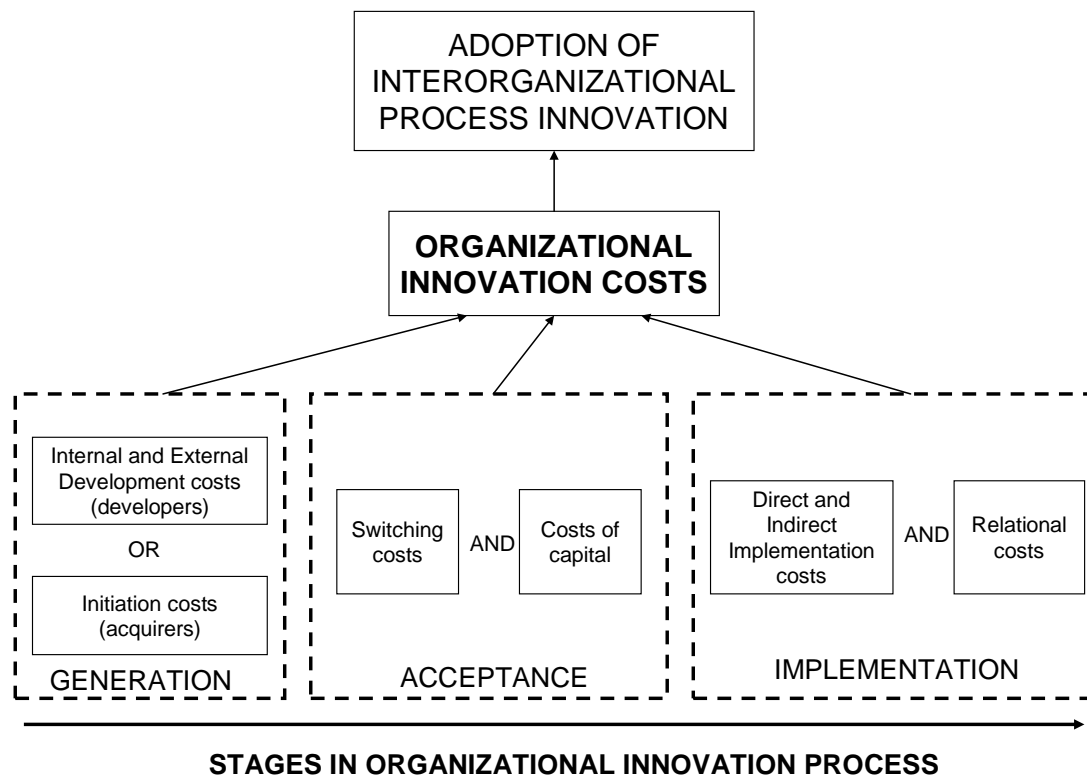 ADOPTION OF
INTERORGANIZATIONAL
PROCESS INNOVATION
ORGANIZATIONAL
INNOVATION COSTS
Internal and External
Development costs
(developers)
OR
Initiation costs
(acquirers)
GENERATION
Switching
costs
AND
Costs of
capital
ACCEPTANCE
Direct and
Indirect
Implementation
costs
AND
Relational
costs
IMPLEMENTATION
STAGES IN ORGANIZATIONAL INNOVATION PROCESS